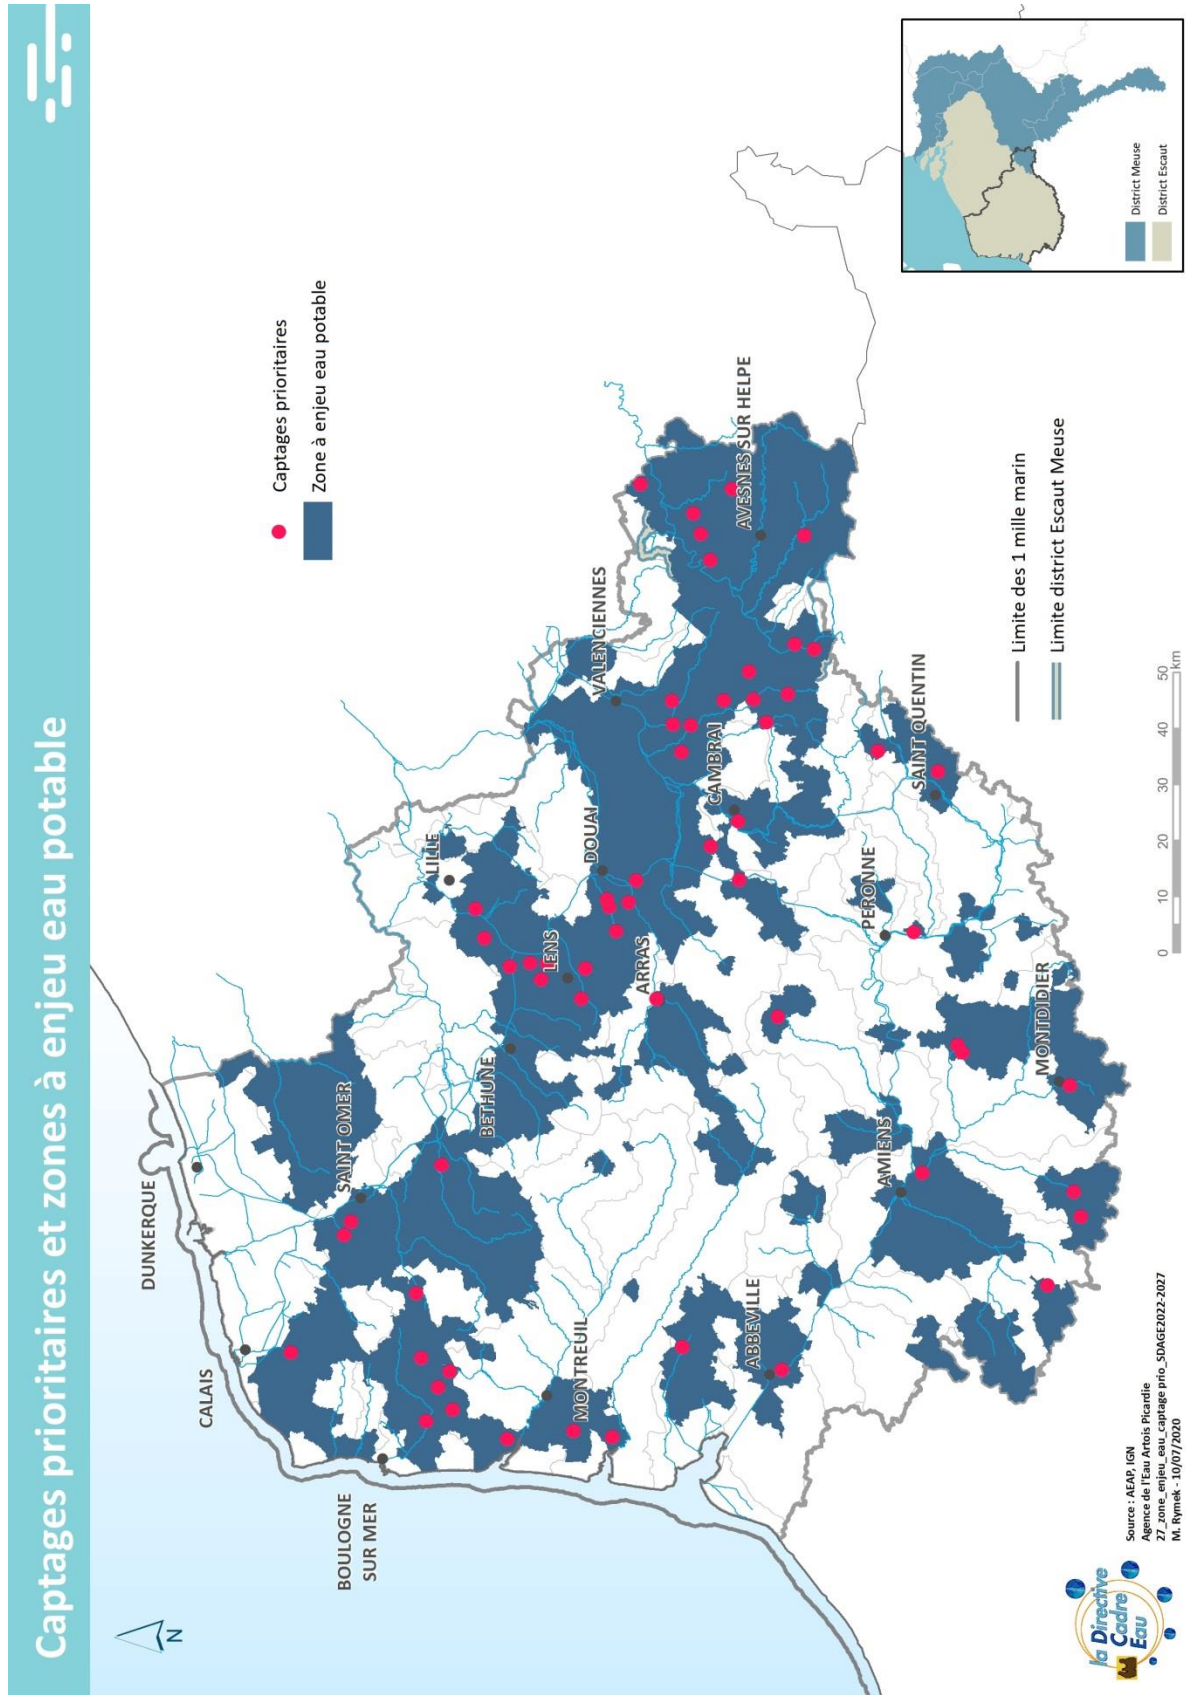 Captages prioritaires et zones à enjeu eau potable
N
Captages prioritaires
Zone à enjeu eau potable
DUNKERQUE
CALAIS
BOULOGNE
SUR MER
SAINT OMER
LILLE
BETHUNE
LENS
DOUAI
VALENCIENNES
MONTREUIL
ARRAS
CAMBRAI
AVESNES SUR HELPE
ABBEVILLE
PERONNE
AMIENS
SAINT QUENTIN
MONTDIDIER
Limite des 1 mille marin
Limite district Escaut Meuse
0 10 20 30 40 50
km
District Meuse
District Escaut
la Directive
Cadre
Eau
Source : AEAP, IGN
Agence de l'Eau Artois Picardie
27_zone_enjeu_eau_captage prio_SDAGE2022-2027
M. Rymek - 10/07/2020